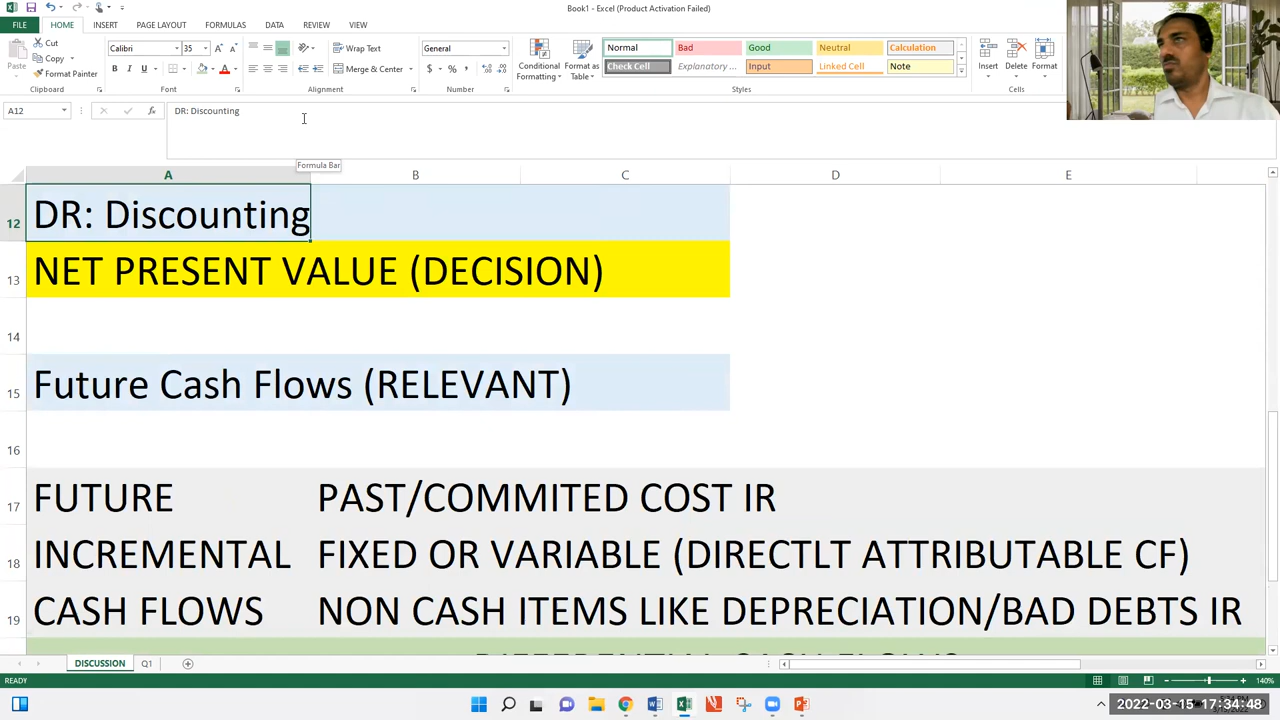 Book1 - Excel (Product Activation Failed)
FILE HOME INSERT PAGE LAYOUT FORMULAS DATA REVIEW VIEW
Cut Calibri 35 Wrap Text General Normal Bad Good Neutral Calculation
Copy
Paste Conditional Format as Insert Delete Format
Format Painter B I U Merge & Center $ % Formatting Table Check Cell Explanatory ... Input Linked Cell Note
Clipboard Font Alignment Number Styles Cells
A12 fx DR: Discounting
Formula Bar
A B C D E
12 DR: Discounting
13 NET PRESENT VALUE (DECISION)
14
15 Future Cash Flows (RELEVANT)
16
17 FUTURE PAST/COMMITED COST IR
18 INCREMENTAL FIXED OR VARIABLE (DIRECTLT ATTRIBUTABLE CF)
19 CASH FLOWS NON CASH ITEMS LIKE DEPRECIATION/BAD DEBTS IR
DIFFERENTIAL CASH FLOWS
DISCUSSION Q1
READY 140%
2022-03-15 17:34:48